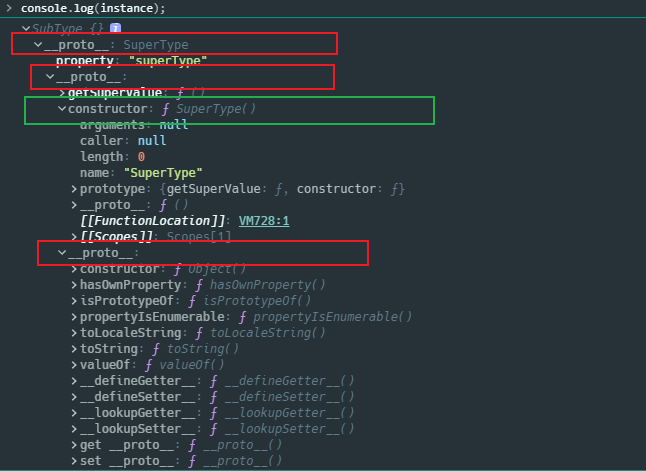 console.log(instance);
SubType {} i
__proto__: SuperType
property: "superType"
__proto__:
getSuperValue: ƒ ()
constructor: ƒ SuperType()
arguments: null
caller: null
length: 0
name: "SuperType"
prototype: {getSuperValue: ƒ, constructor: ƒ}
__proto__: ƒ ()
[[FunctionLocation]]: VM728:1
[[Scopes]]: Scopes[1]
__proto__:
constructor: ƒ Object()
hasOwnProperty: ƒ hasOwnProperty()
isPrototypeOf: ƒ isPrototypeOf()
propertyIsEnumerable: ƒ propertyIsEnumerable()
toLocaleString: ƒ toLocaleString()
toString: ƒ toString()
valueOf: ƒ valueOf()
__defineGetter__: ƒ __defineGetter__()
__defineSetter__: ƒ __defineSetter__()
__lookupGetter__: ƒ __lookupGetter__()
__lookupSetter__: ƒ __lookupSetter__()
get __proto__: ƒ __proto__()
set __proto__: ƒ __proto__()